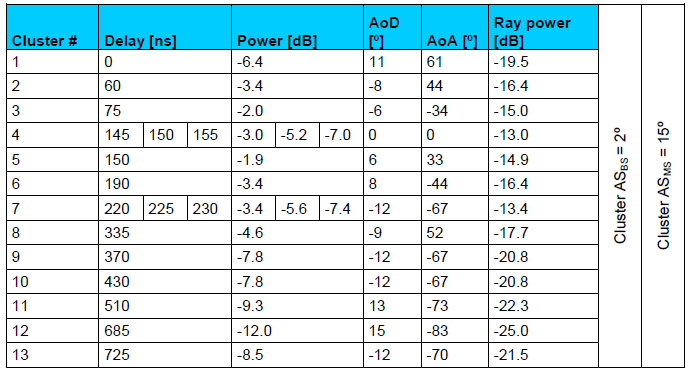 Cluster # Delay [ns] Power [dB] AoD [º] AoA [º] Ray power [dB]
1 0 -6.4 11 61 -19.5
2 60 -3.4 -8 44 -16.4
3 75 -2.0 -6 -34 -15.0
4 145 150 155 -3.0 -5.2 -7.0 0 0 -13.0
5 150 -1.9 6 33 -14.9
6 190 -3.4 8 -44 -16.4
7 220 225 230 -3.4 -5.6 -7.4 -12 -67 -13.4
8 335 -4.6 -9 52 -17.7
9 370 -7.8 -12 -67 -20.8
10 430 -7.8 -12 -67 -20.8
11 510 -9.3 13 -73 -22.3
12 685 -12.0 15 -83 -25.0
13 725 -8.5 -12 -70 -21.5
Cluster ASBS = 2º
Cluster ASMS = 15º